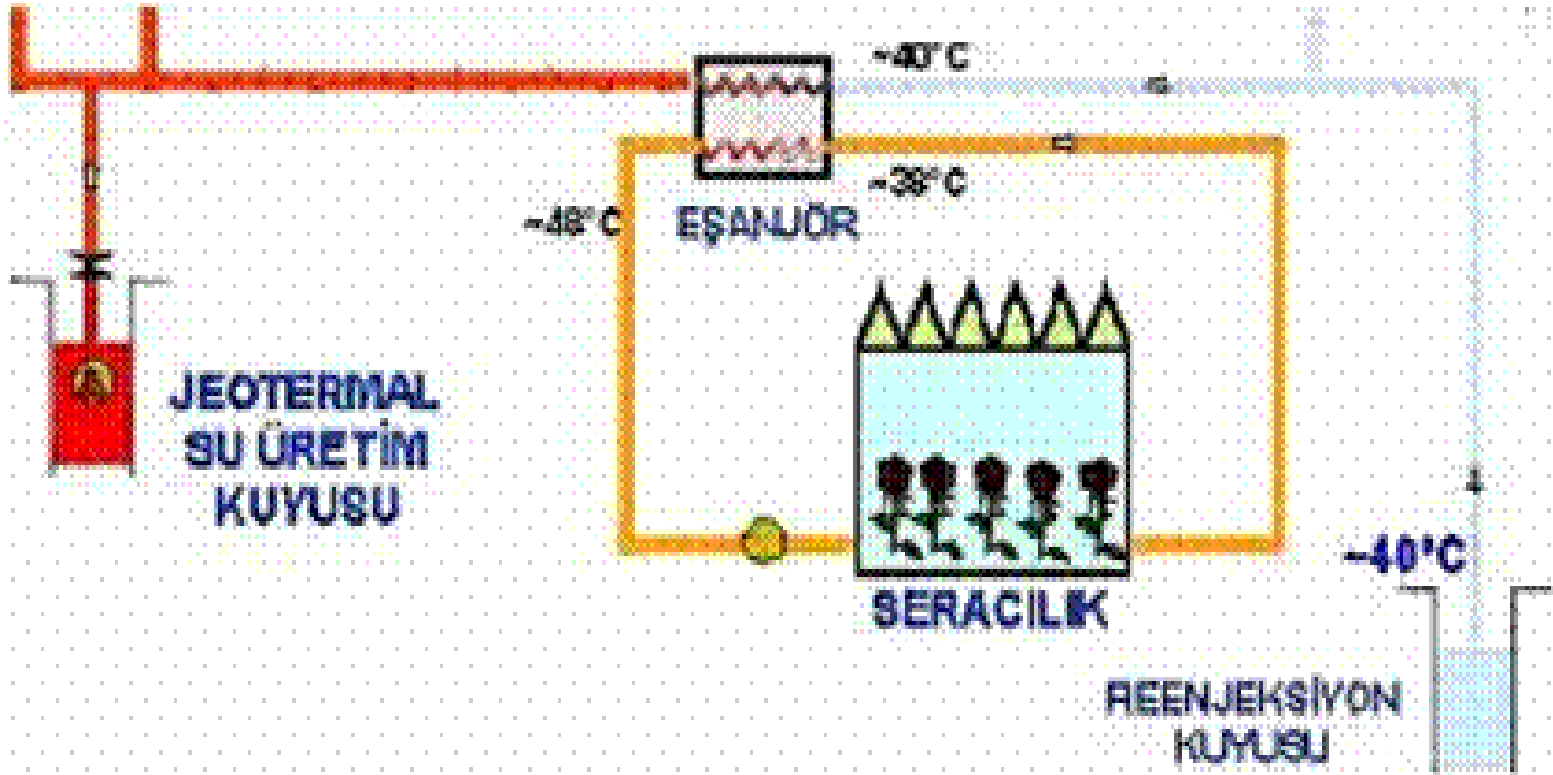 ~40°C
~38°C
~48°C
EŞANJÖR
JEOTERMAL
SU ÜRETİM
KUYUSU
~40°C
SERACILIK
REENJEKSİYON
KUYUSU